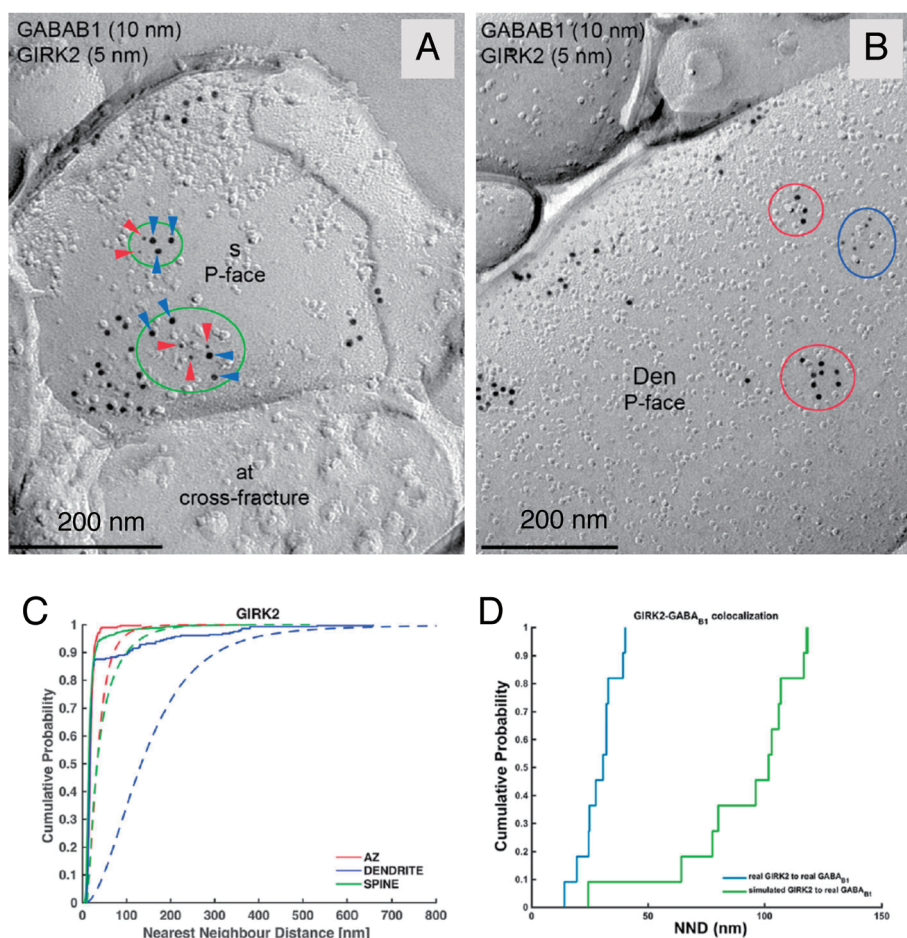 GABAB1 (10 nm)
GIRK2 (5 nm)
A
s
P-face
at
cross-fracture
200 nm
GABAB1 (10 nm)
GIRK2 (5 nm)
B
Den
P-face
200 nm
C
GIRK2
Cumulative Probability
1
0.9
0.8
0.7
0.6
0.5
0.4
0.3
0.2
0.1
0
AZ
DENDRITE
SPINE
0 100 200 300 400 500 600 700 800
Nearest Neighbour Distance [nm]
D
GIRK2-GABAB1 colocalization
Cumulative Probability
1
0.9
0.8
0.7
0.6
0.5
0.4
0.3
0.2
0.1
0
real GIRK2 to real GABAB1
simulated GIRK2 to real GABAB1
0 50 100 150
NND (nm)